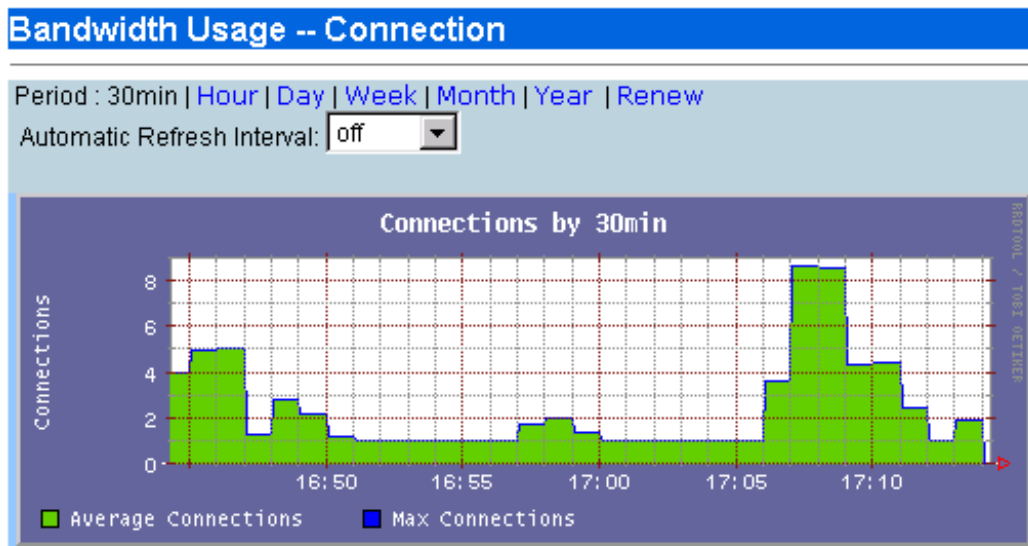 Bandwidth Usage -- Connection
Period : 30min | Hour | Day | Week | Month | Year | Renew
Automatic Refresh Interval: off
Connections by 30min
RRDTOOL / TOBI OETIKER
Connections
8
6
4
2
0
16:50 16:55 17:00 17:05 17:10
Average Connections Max Connections